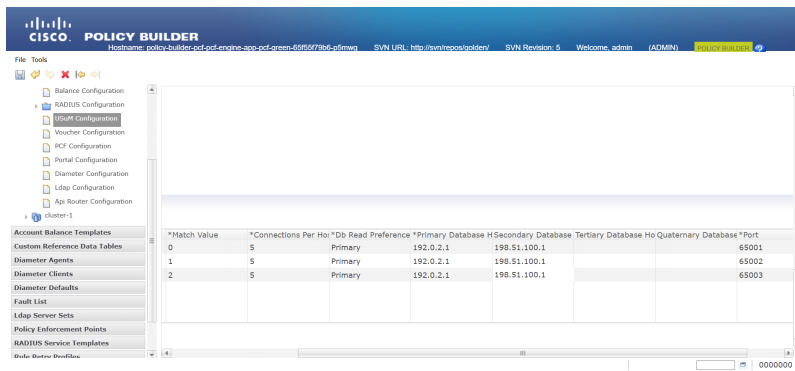 CISCO. POLICY BUILDER
Hostname: policy-builder-pcf-pcf-engine-app-pcf-green-65f55f79b6-p5mwg SVN URL: http://svn/repos/golden/ SVN Revision: 5 Welcome, admin (ADMIN) POLICY BUILDER
File Tools
Balance Configuration
RADIUS Configuration
USuM Configuration
Voucher Configuration
PCF Configuration
Portal Configuration
Diameter Configuration
Ldap Configuration
Api Router Configuration
cluster-1
Account Balance Templates
Custom Reference Data Tables
Diameter Agents
Diameter Clients
Diameter Defaults
Fault List
Ldap Server Sets
Policy Enforcement Points
RADIUS Service Templates
Rule Retry Profiles
*Match Value *Connections Per Hos *Db Read Preference *Primary Database H Secondary Database Tertiary Database Ho Quaternary Database *Port
0 5 Primary 192.0.2.1 198.51.100.1 65001
1 5 Primary 192.0.2.1 198.51.100.1 65002
2 5 Primary 192.0.2.1 198.51.100.1 65003
0000000